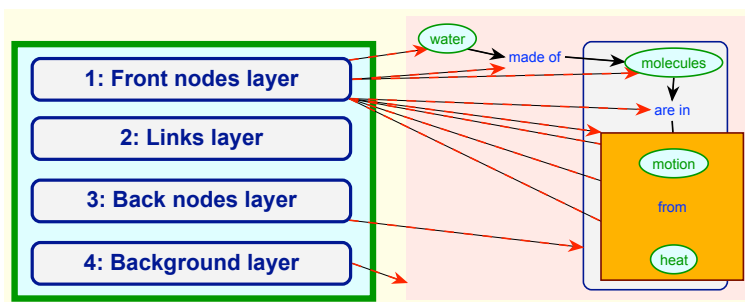 1: Front nodes layer
2: Links layer
3: Back nodes layer
4: Background layer
water
made of
molecules
are in
motion
from
heat